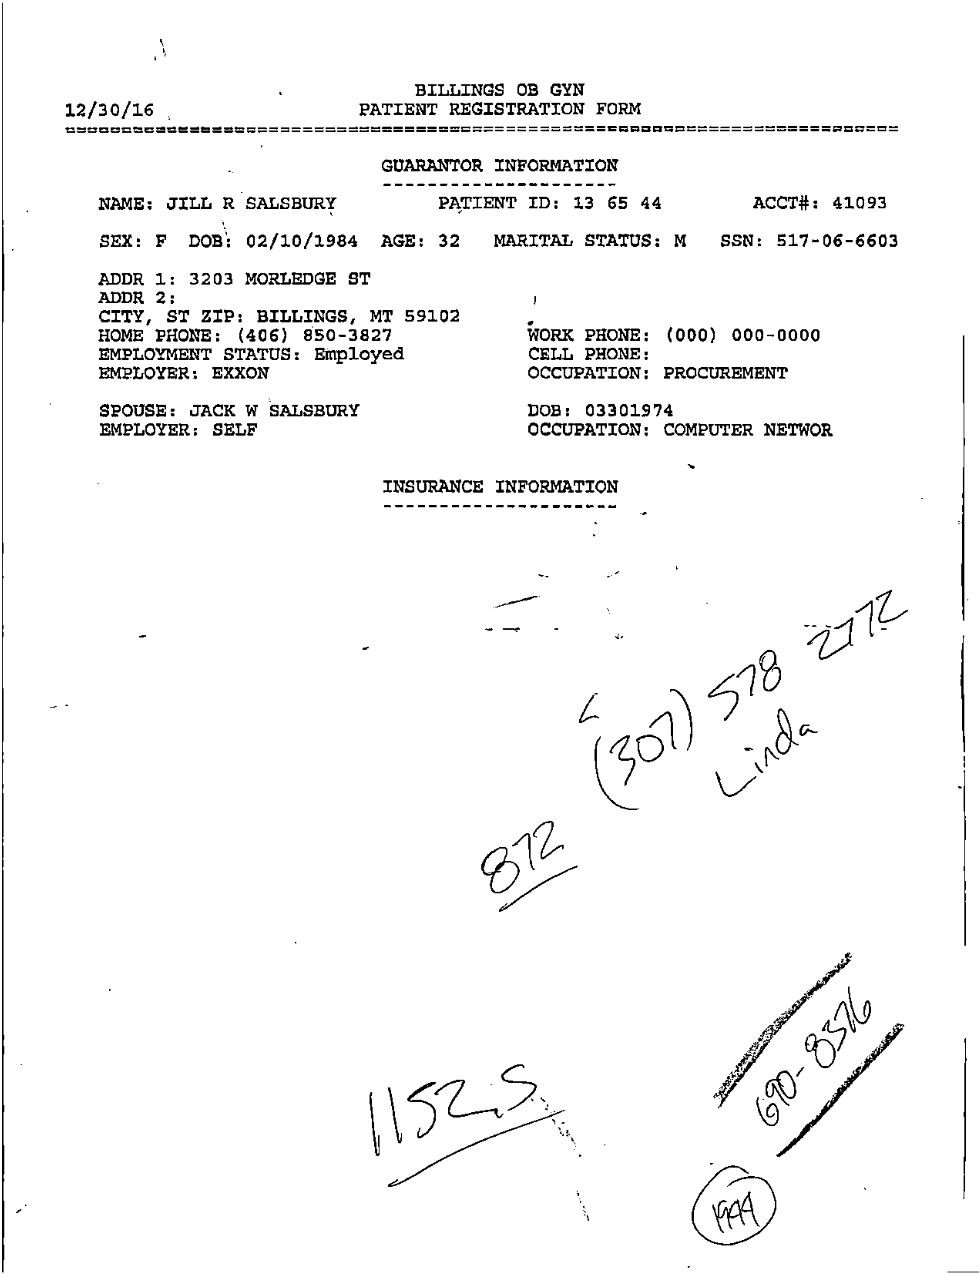 BILLINGS OB GYN
12/30/16 PATIENT REGISTRATION FORM
GUARANTOR INFORMATION
NAME: JILL R SALSBURY PATIENT ID: 13 65 44 ACCT#: 41093
SEX: F DOB: 02/10/1984 AGE: 32 MARITAL STATUS: M SSN: 517-06-6603
ADDR 1: 3203 MORLEDGE ST
ADDR 2:
CITY, ST ZIP: BILLINGS, MT 59102
HOME PHONE: (406) 850-3827 WORK PHONE: (000) 000-0000
EMPLOYMENT STATUS: Employed CELL PHONE:
EMPLOYER: EXXON OCCUPATION: PROCUREMENT
SPOUSE: JACK W SALSBURY DOB: 03301974
EMPLOYER: SELF OCCUPATION: COMPUTER NETWOR
INSURANCE INFORMATION
(307) 578 2772
Linda
872
690-8376
1152.5
1944